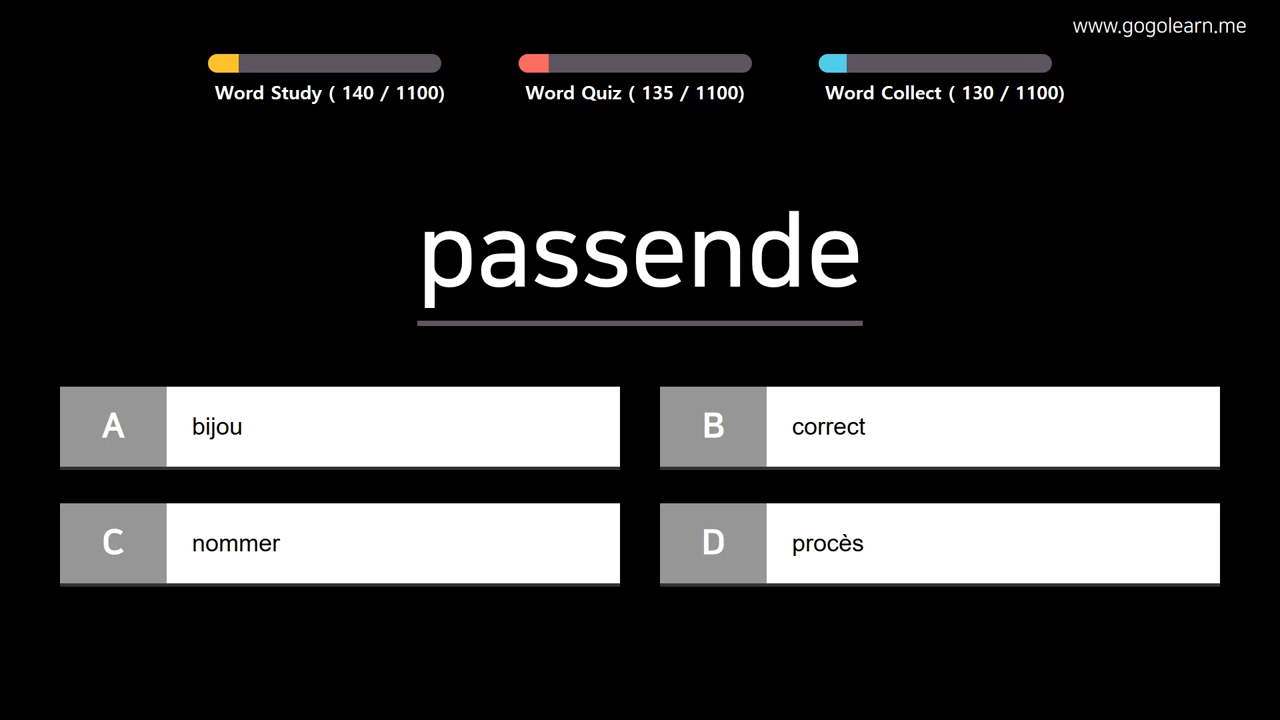 www.gogolearn.me
Word Study ( 140 / 1100)
Word Quiz ( 135 / 1100)
Word Collect ( 130 / 1100)
passende
A bijou
B correct
C nommer
D procès